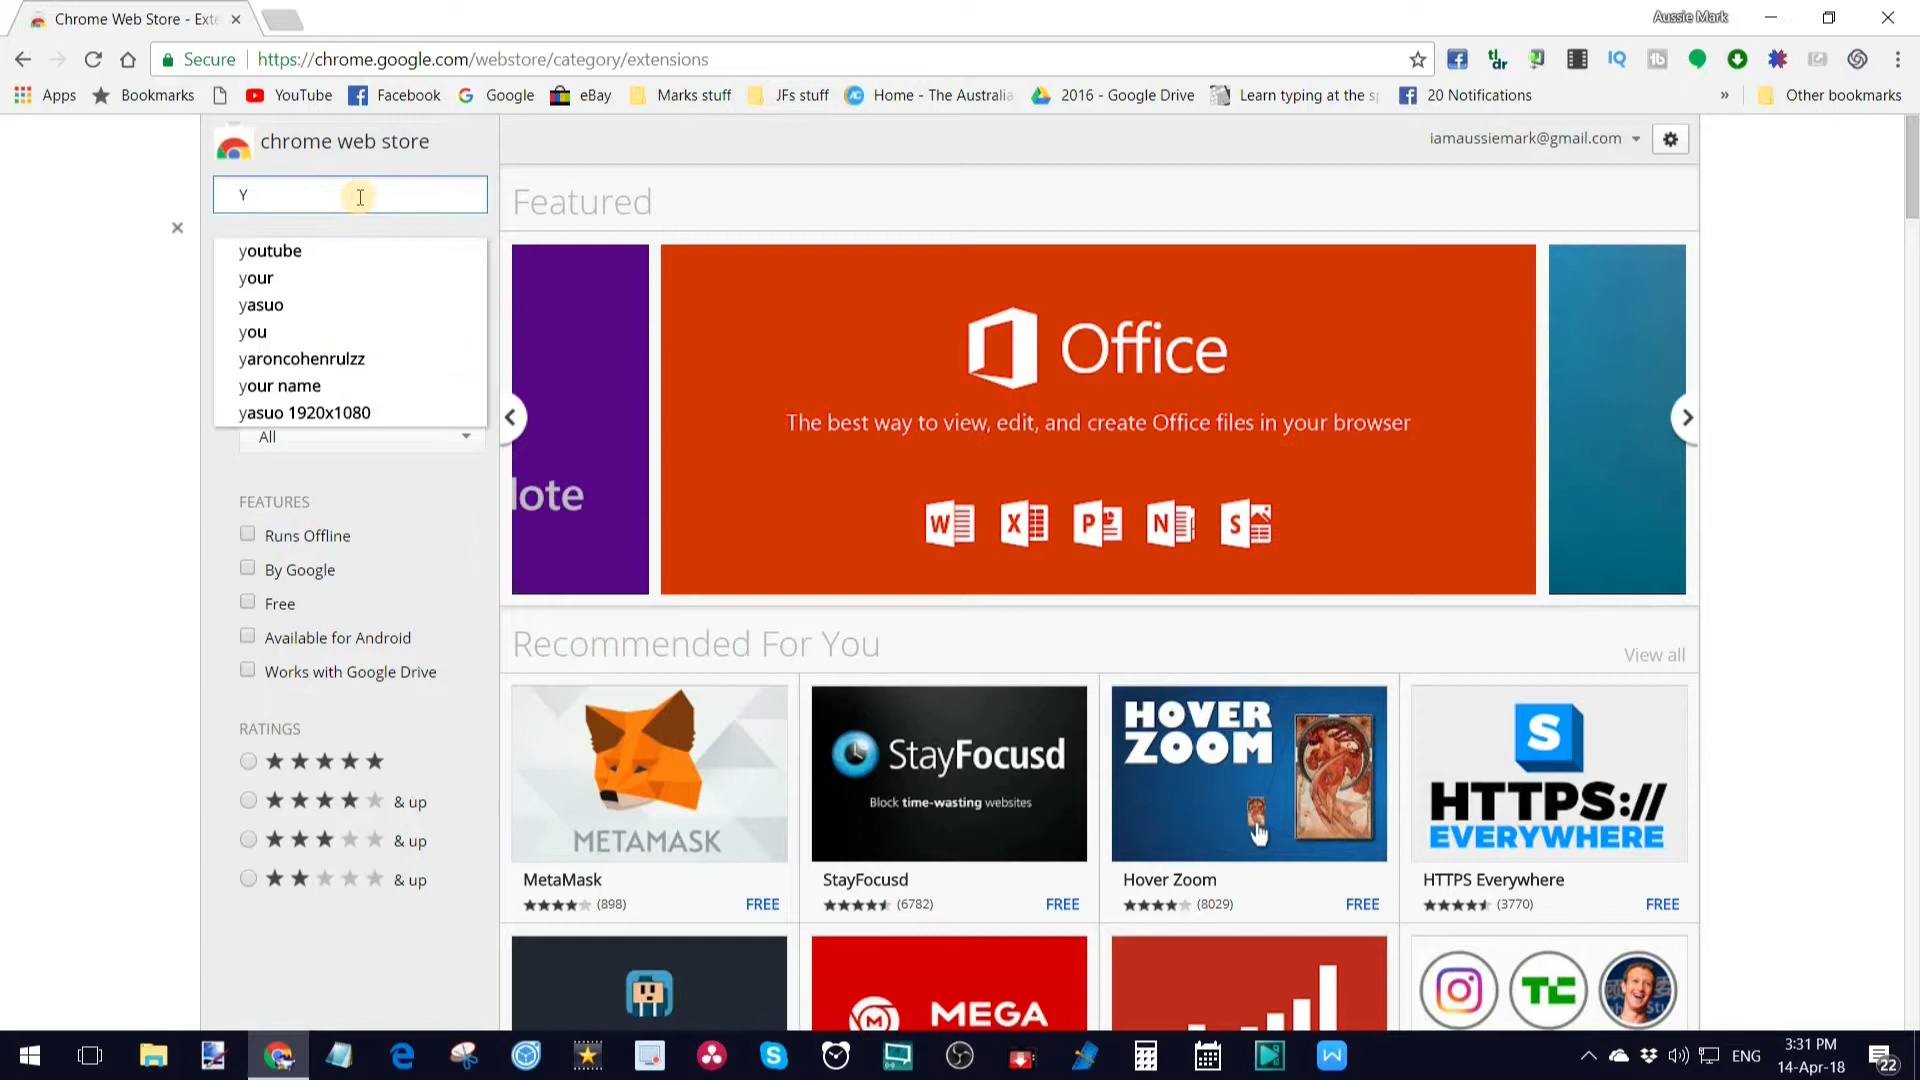 Chrome Web Store - Exte
Aussie Mark
Secure https://chrome.google.com/webstore/category/extensions
tl;dr IQ tb
Apps Bookmarks YouTube Facebook Google eBay Marks stuff JFs stuff Home - The Australia 2016 - Google Drive Learn typing at the sp 20 Notifications » Other bookmarks
chrome web store
iamaussiemark@gmail.com
Y
youtube
your
yasuo
you
yaroncohenrulzz
your name
yasuo 1920x1080
All
FEATURES
Runs Offline
By Google
Free
Available for Android
Works with Google Drive
RATINGS
& up
& up
& up
Featured
lote
Office
The best way to view, edit, and create Office files in your browser
W X P N S
Recommended For You
View all
METAMASK
StayFocusd
Block time-wasting websites
HOVER
ZOOM
S
HTTPS://
EVERYWHERE
MetaMask
(898) FREE
StayFocusd
(6782) FREE
Hover Zoom
(8029) FREE
HTTPS Everywhere
(3770) FREE
M MEGA
TC
ENG
3:31 PM
14-Apr-18
22